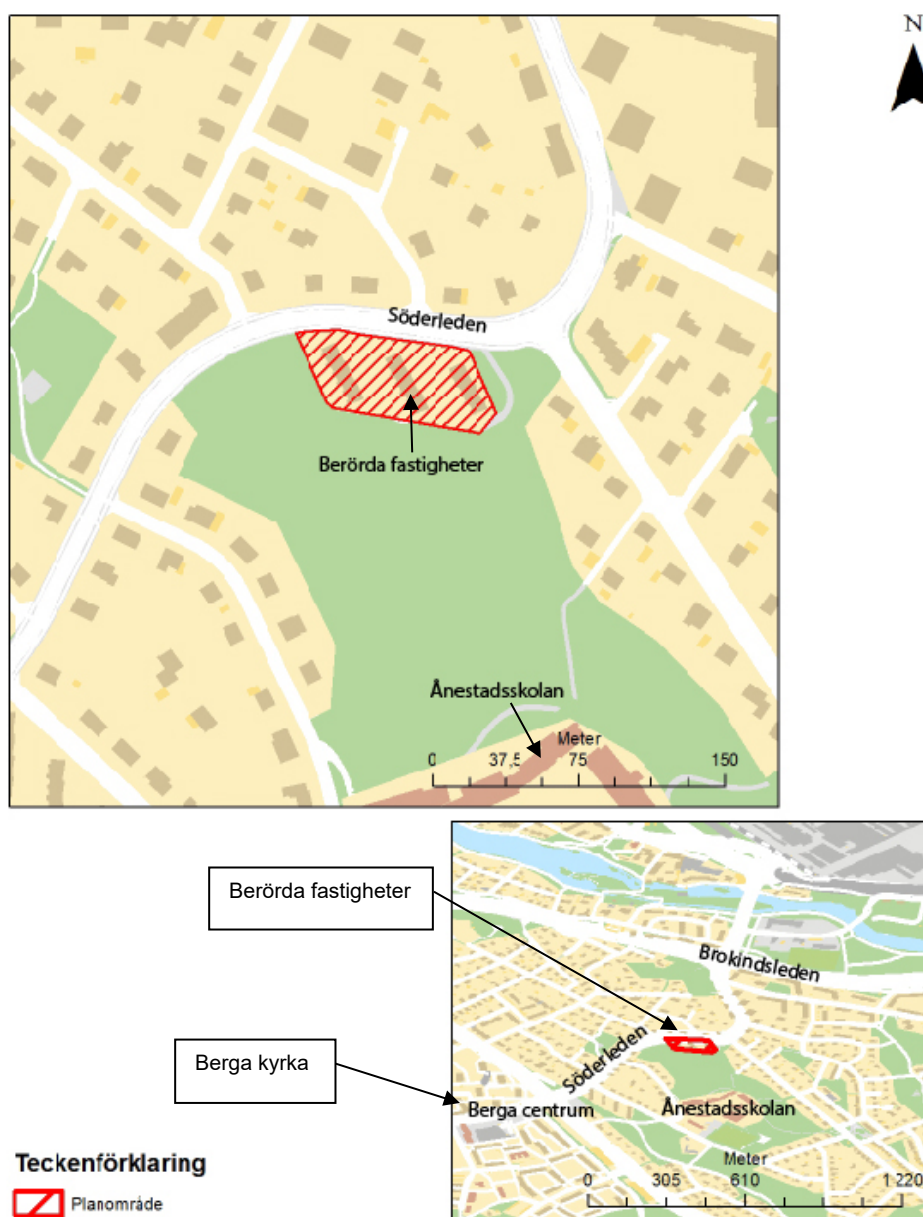 N
Söderleden
Berörda fastigheter
Ånestadsskolan
Meter
0 37,5 75 150
Berörda fastigheter
Brokindsleden
Söderleden
Berga kyrka
Berga centrum
Ånestadsskolan
Meter
0 305 610 1 220
Teckenförklaring
Planområde